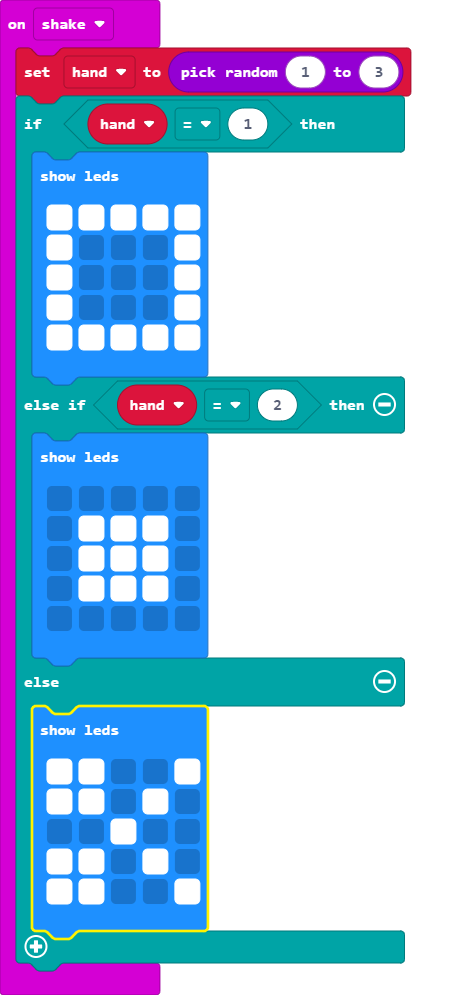 on shake
set hand to pick random 1 to 3
if hand = 1 then
show leds
else if hand = 2 then
show leds
else
show leds